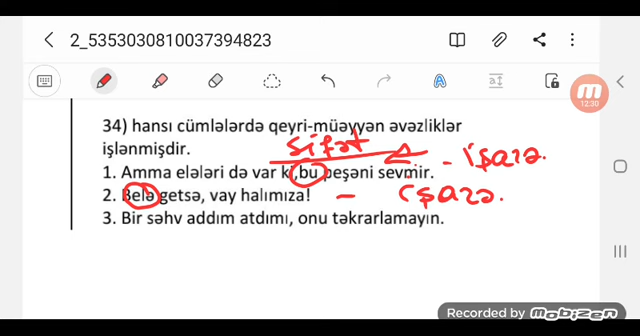 2_5353030810037394823
12:30
34) hansı cümlələrdə qeyri-müəyyən əvəzliklər
işlənmişdir.
sifət
1. Amma elələri də var ki,bu peşəni sevmir. - işarə.
2. Belə getsə, vay halımıza! - işarə.
3. Bir səhv addım atdımı, onu təkrarlamayın.
Recorded by Mobizen